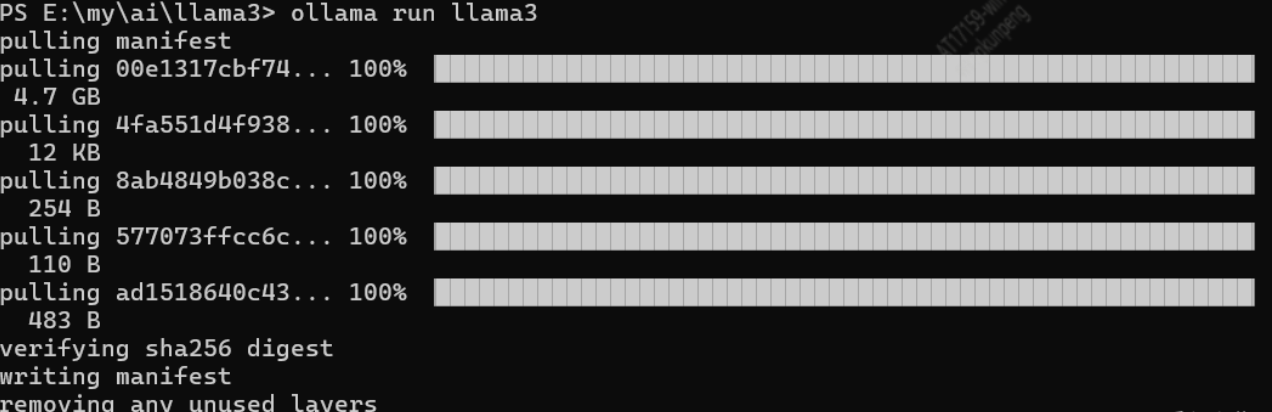 PS E:\my\ai\llama3> ollama run llama3
pulling manifest
pulling 00e1317cbf74... 100%
4.7 GB
pulling 4fa551d4f938... 100%
12 KB
pulling 8ab4849b038c... 100%
254 B
pulling 577073ffcc6c... 100%
110 B
pulling ad1518640c43... 100%
483 B
verifying sha256 digest
writing manifest
removing any unused layers